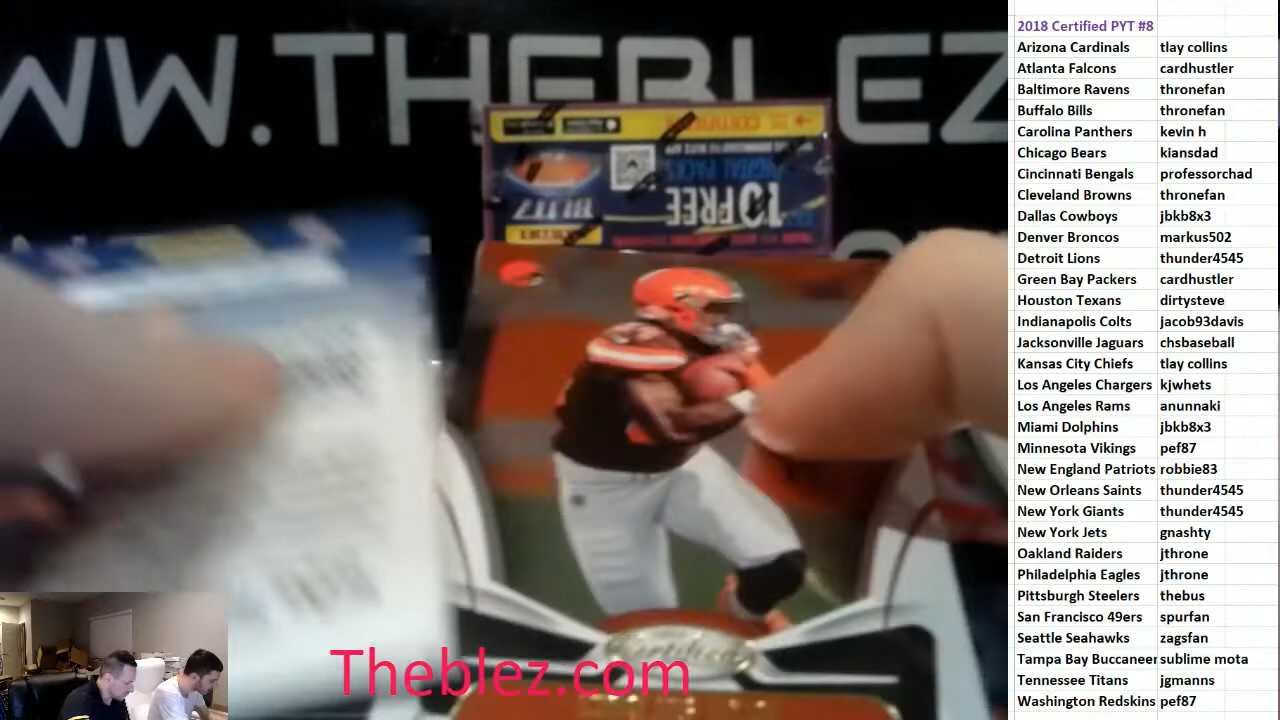 WWW.THEBLEZ
CERTIFIED
DIGITAL PACKS
10 FREE
BLITZ
Certified
Theblez.com
2018 Certified PYT #8
Arizona Cardinals tlay collins
Atlanta Falcons cardhustler
Baltimore Ravens thronefan
Buffalo Bills thronefan
Carolina Panthers kevin h
Chicago Bears kiansdad
Cincinnati Bengals professorchad
Cleveland Browns thronefan
Dallas Cowboys jbkb8x3
Denver Broncos markus502
Detroit Lions thunder4545
Green Bay Packers cardhustler
Houston Texans dirtysteve
Indianapolis Colts jacob93davis
Jacksonville Jaguars chsbaseball
Kansas City Chiefs tlay collins
Los Angeles Chargers kjwhets
Los Angeles Rams anunnaki
Miami Dolphins jbkb8x3
Minnesota Vikings pef87
New England Patriots robbie83
New Orleans Saints thunder4545
New York Giants thunder4545
New York Jets gnashty
Oakland Raiders jthrone
Philadelphia Eagles jthrone
Pittsburgh Steelers thebus
San Francisco 49ers spurfan
Seattle Seahawks zagsfan
Tampa Bay Buccaneer sublime mota
Tennessee Titans jgmanns
Washington Redskins pef87